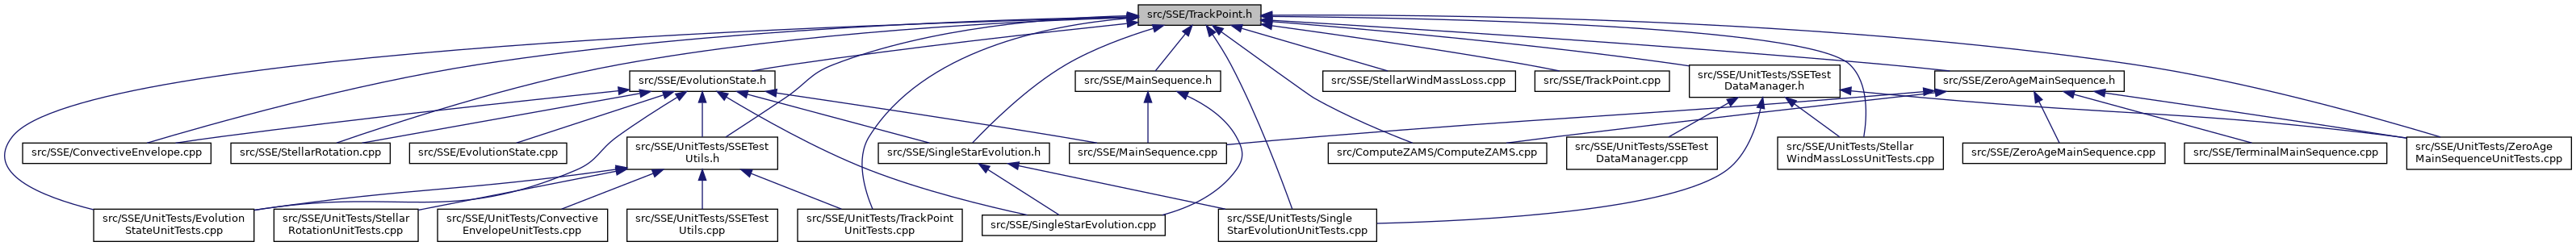 src/SSE/TrackPoint.h
src/SSE/EvolutionState.h
src/SSE/MainSequence.h
src/SSE/StellarWindMassLoss.cpp
src/SSE/TrackPoint.cpp
src/SSE/UnitTests/SSETest
DataManager.h
src/SSE/ZeroAgeMainSequence.h
src/SSE/ConvectiveEnvelope.cpp
src/SSE/StellarRotation.cpp
src/SSE/EvolutionState.cpp
src/SSE/UnitTests/SSETest
Utils.h
src/SSE/SingleStarEvolution.h
src/SSE/MainSequence.cpp
src/ComputeZAMS/ComputeZAMS.cpp
src/SSE/UnitTests/SSETest
DataManager.cpp
src/SSE/UnitTests/Stellar
WindMassLossUnitTests.cpp
src/SSE/ZeroAgeMainSequence.cpp
src/SSE/TerminalMainSequence.cpp
src/SSE/UnitTests/ZeroAge
MainSequenceUnitTests.cpp
src/SSE/UnitTests/Evolution
StateUnitTests.cpp
src/SSE/UnitTests/Stellar
RotationUnitTests.cpp
src/SSE/UnitTests/Convective
EnvelopeUnitTests.cpp
src/SSE/UnitTests/SSETest
Utils.cpp
src/SSE/UnitTests/TrackPoint
UnitTests.cpp
src/SSE/SingleStarEvolution.cpp
src/SSE/UnitTests/Single
StarEvolutionUnitTests.cpp